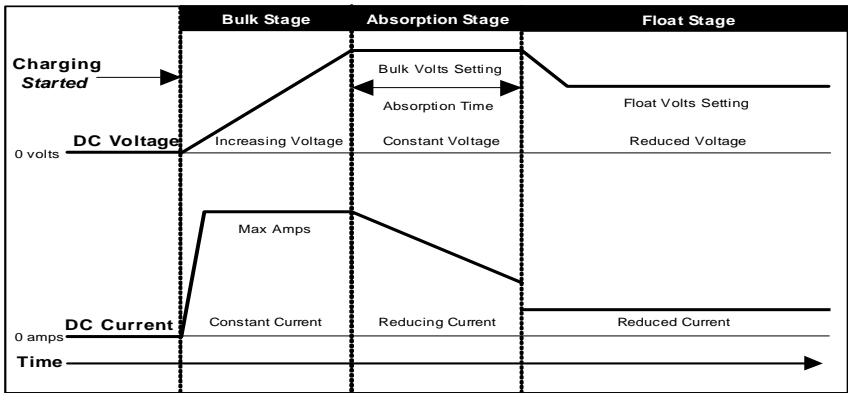 Bulk Stage Absorption Stage Float Stage
Charging
Started
Bulk Volts Setting
Absorption Time
Float Volts Setting
DC Voltage
Increasing Voltage Constant Voltage Reduced Voltage
0 volts
Max Amps
DC Current
Constant Current Reducing Current Reduced Current
0 amps
Time